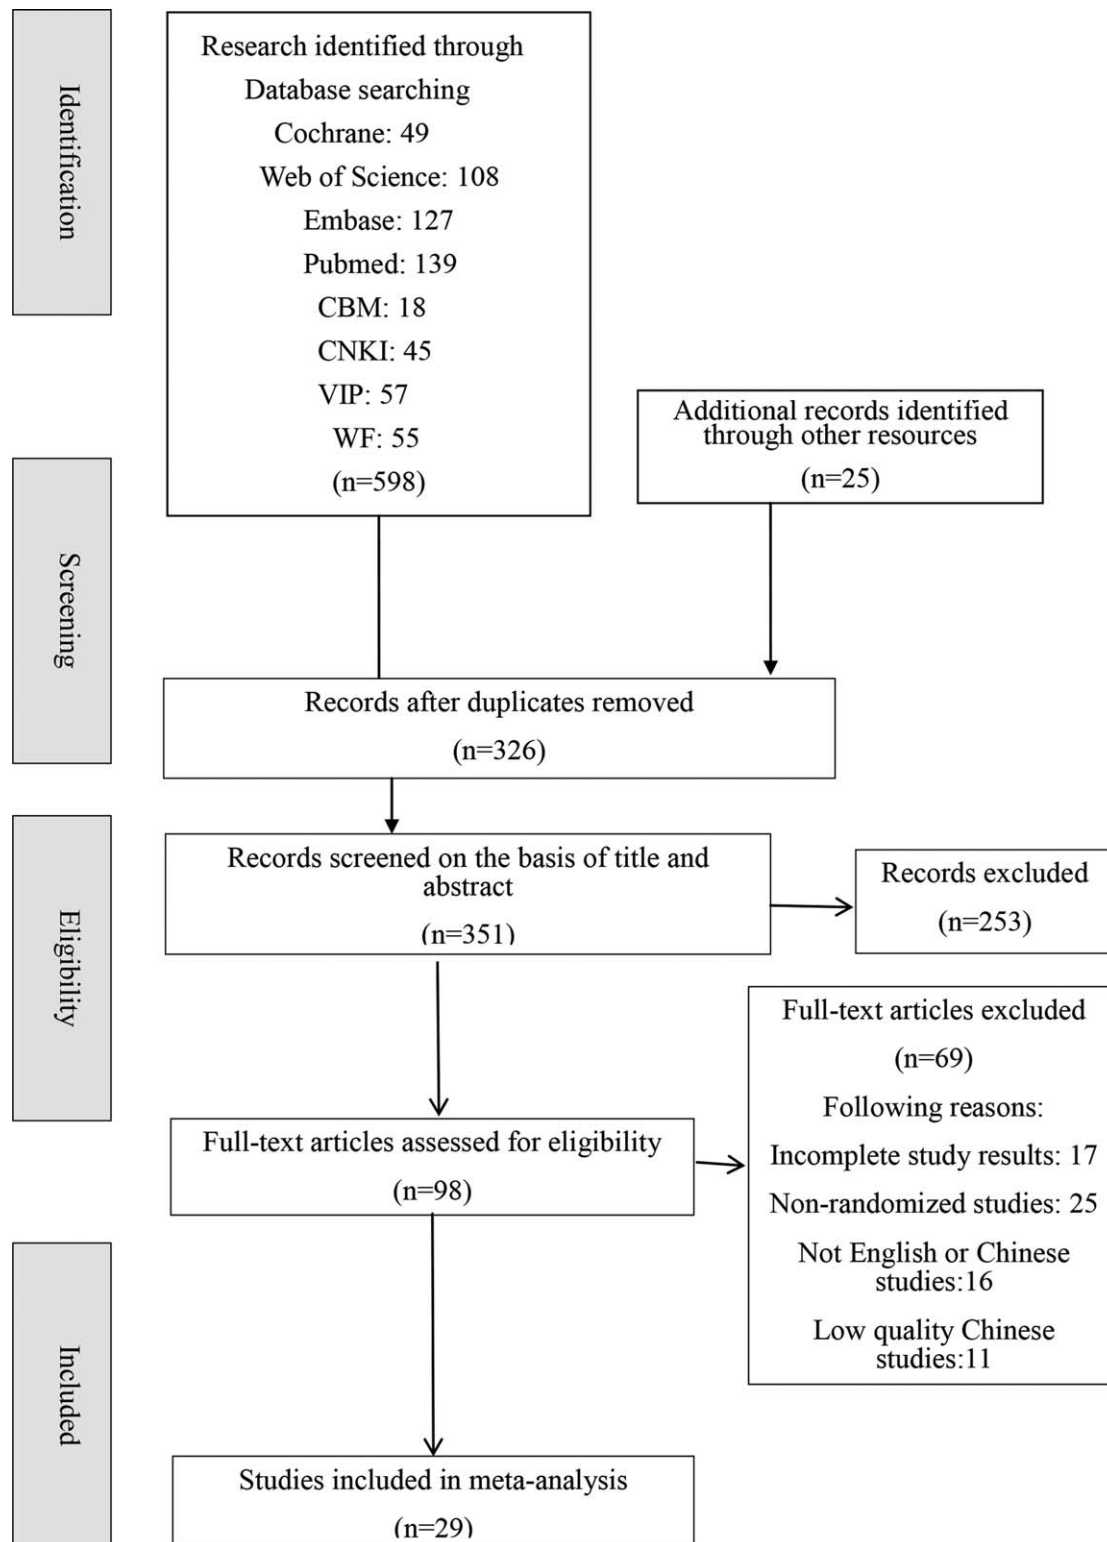 Identification
Research identified through
Database searching
Cochrane: 49
Web of Science: 108
Embase: 127
Pubmed: 139
CBM: 18
CNKI: 45
VIP: 57
WF: 55
(n=598)
Additional records identified
through other resources
(n=25)
Screening
Records after duplicates removed
(n=326)
Eligibility
Records screened on the basis of title and
abstract
(n=351)
Records excluded
(n=253)
Full-text articles assessed for eligibility
(n=98)
Full-text articles excluded
(n=69)
Following reasons:
Incomplete study results: 17
Non-randomized studies: 25
Not English or Chinese
studies:16
Low quality Chinese
studies:11
Included
Studies included in meta-analysis
(n=29)